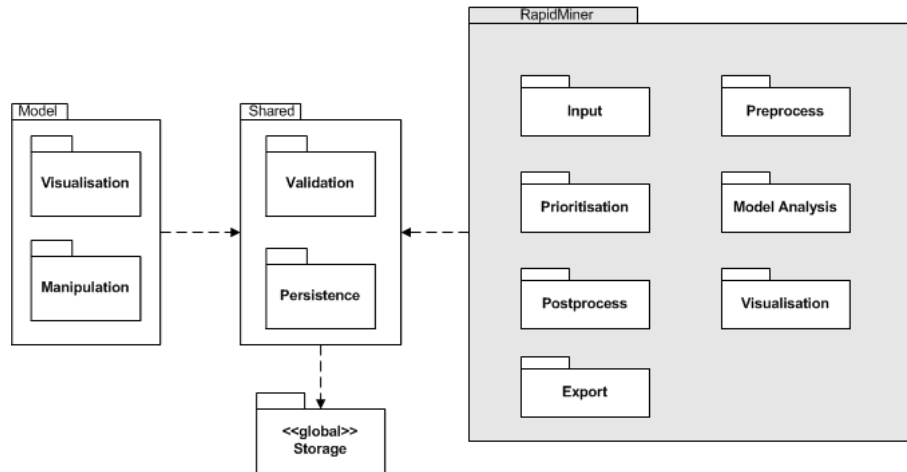 RapidMiner
Model
Shared
Input
Preprocess
Visualisation
Validation
Prioritisation
Model Analysis
Manipulation
Persistence
Postprocess
Visualisation
Export
<<global>>
Storage